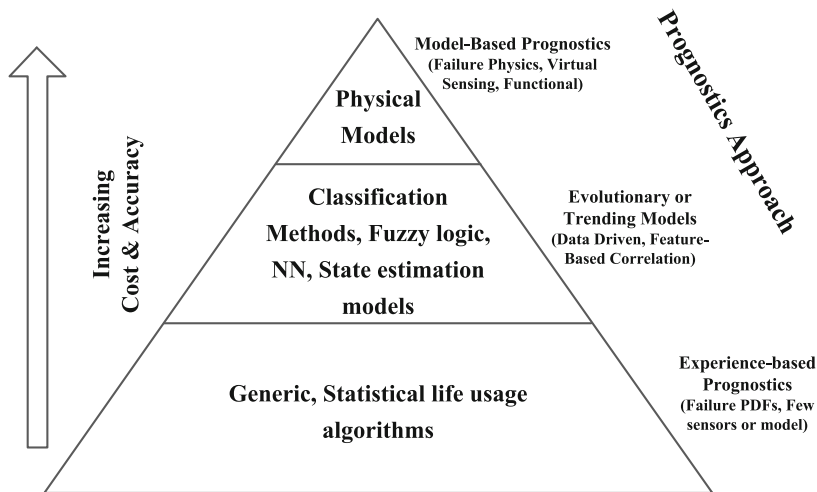 Model-Based Prognostics
(Failure Physics, Virtual
Sensing, Functional)
Prognostics Approach
Physical
Models
Increasing
Cost & Accuracy
Classification
Methods, Fuzzy logic,
NN, State estimation
models
Evolutionary or
Trending Models
(Data Driven, Feature-
Based Correlation)
Generic, Statistical life usage
algorithms
Experience-based
Prognostics
(Failure PDFs, Few
sensors or model)